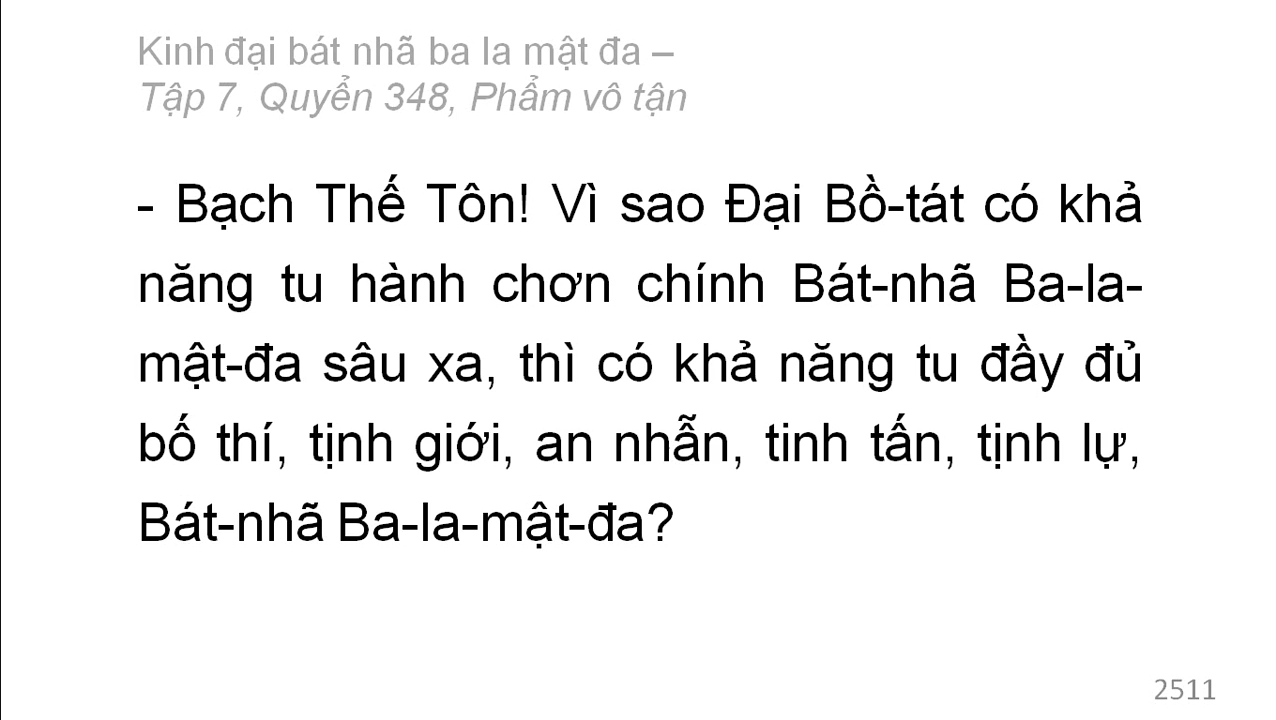 Kinh đại bát nhã ba la mật đa –
Tập 7, Quyển 348, Phẩm vô tận
- Bạch Thế Tôn! Vì sao Đại Bồ-tát có khả
năng tu hành chơn chính Bát-nhã Ba-la-
mật-đa sâu xa, thì có khả năng tu đầy đủ
bố thí, tịnh giới, an nhẫn, tinh tấn, tịnh lự,
Bát-nhã Ba-la-mật-đa?
2511